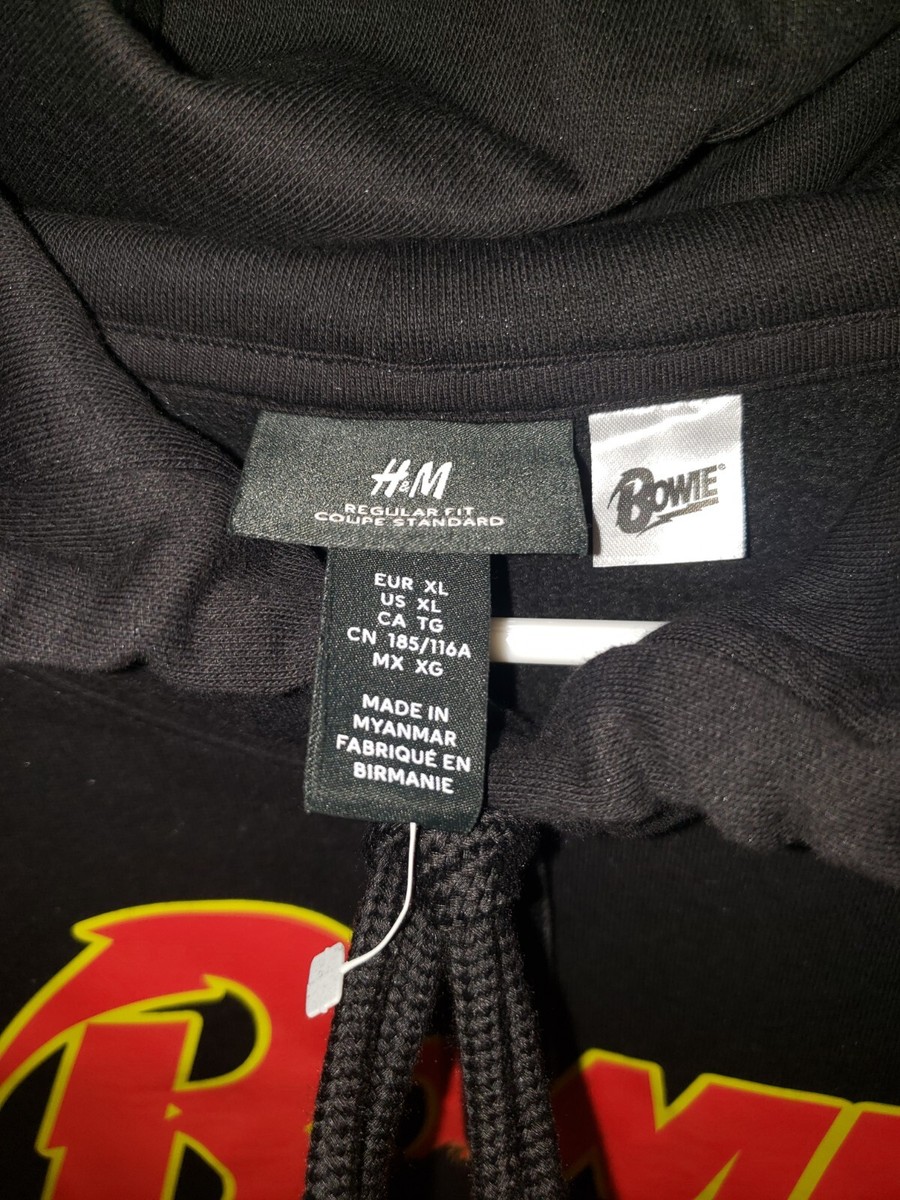 H&M
REGULAR FIT
COUPE STANDARD
BOWIE®
EUR XL
US XL
CA TG
CN 185/116A
MX XG
MADE IN
MYANMAR
FABRIQUÉ EN
BIRMANIE